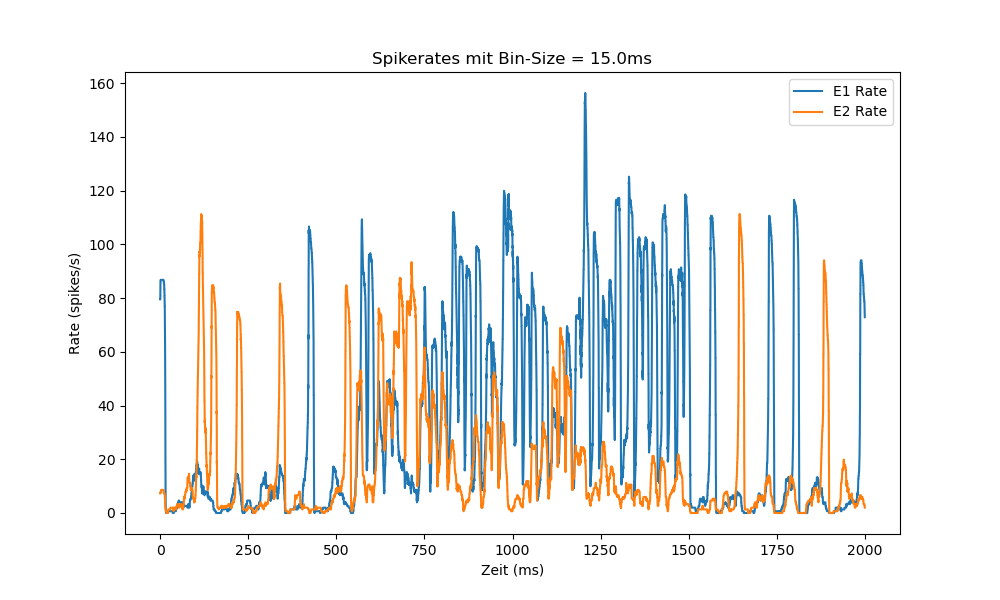 Spikerates mit Bin-Size = 15.0ms
E1 Rate
E2 Rate
160
140
120
100
80
60
40
20
0
Rate (spikes/s)
0 250 500 750 1000 1250 1500 1750 2000
Zeit (ms)